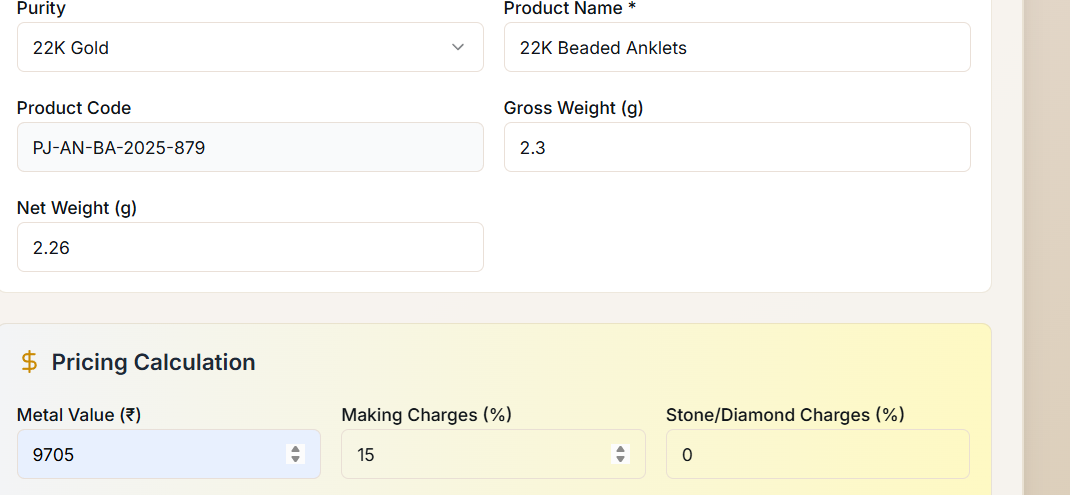 Purity
Product Name *
22K Gold
22K Beaded Anklets
Product Code
Gross Weight (g)
PJ-AN-BA-2025-879
2.3
Net Weight (g)
2.26
Pricing Calculation
Metal Value (₹)
Making Charges (%)
Stone/Diamond Charges (%)
9705
15
0